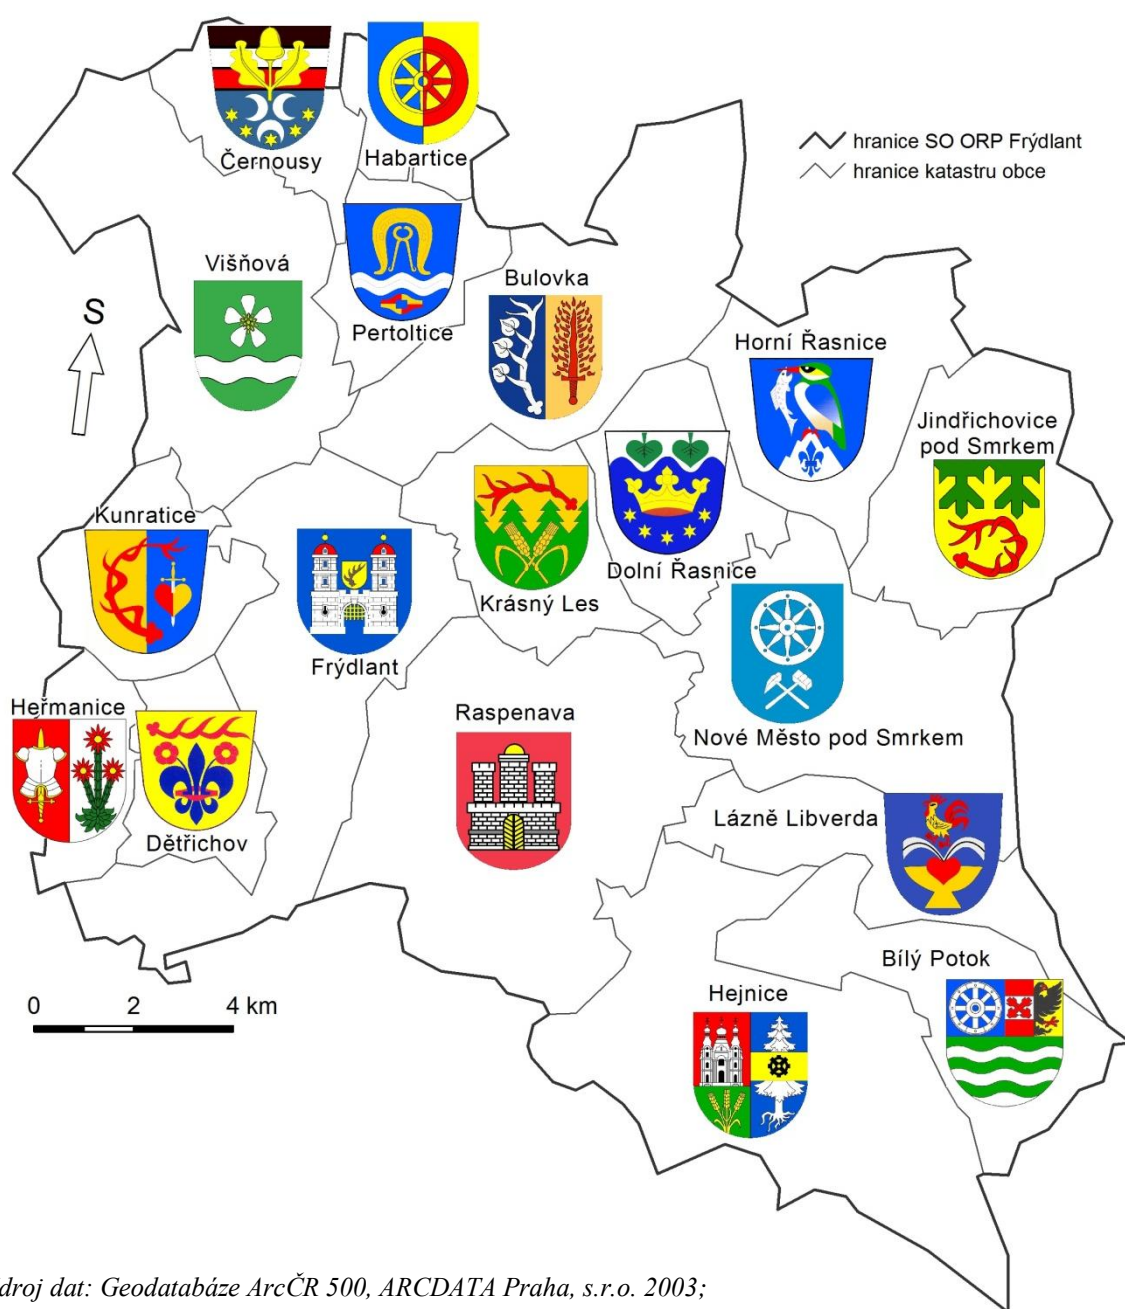 Černousy
Habartice
hranice SO ORP Frýdlant
hranice katastru obce
Višňová
Pertoltice
Bulovka
S
Horní Řasnice
Jindřichovice
pod Smrkem
Kunratice
Frýdlant
Krásný Les
Dolní Řasnice
Heřmanice
Dětřichov
Raspenava
Nové Město pod Smrkem
Lázně Libverda
Bílý Potok
Hejnice
0 2 4 km
droj dat: Geodatabáze ArcČR 500, ARCDATA Praha, s.r.o. 2003;